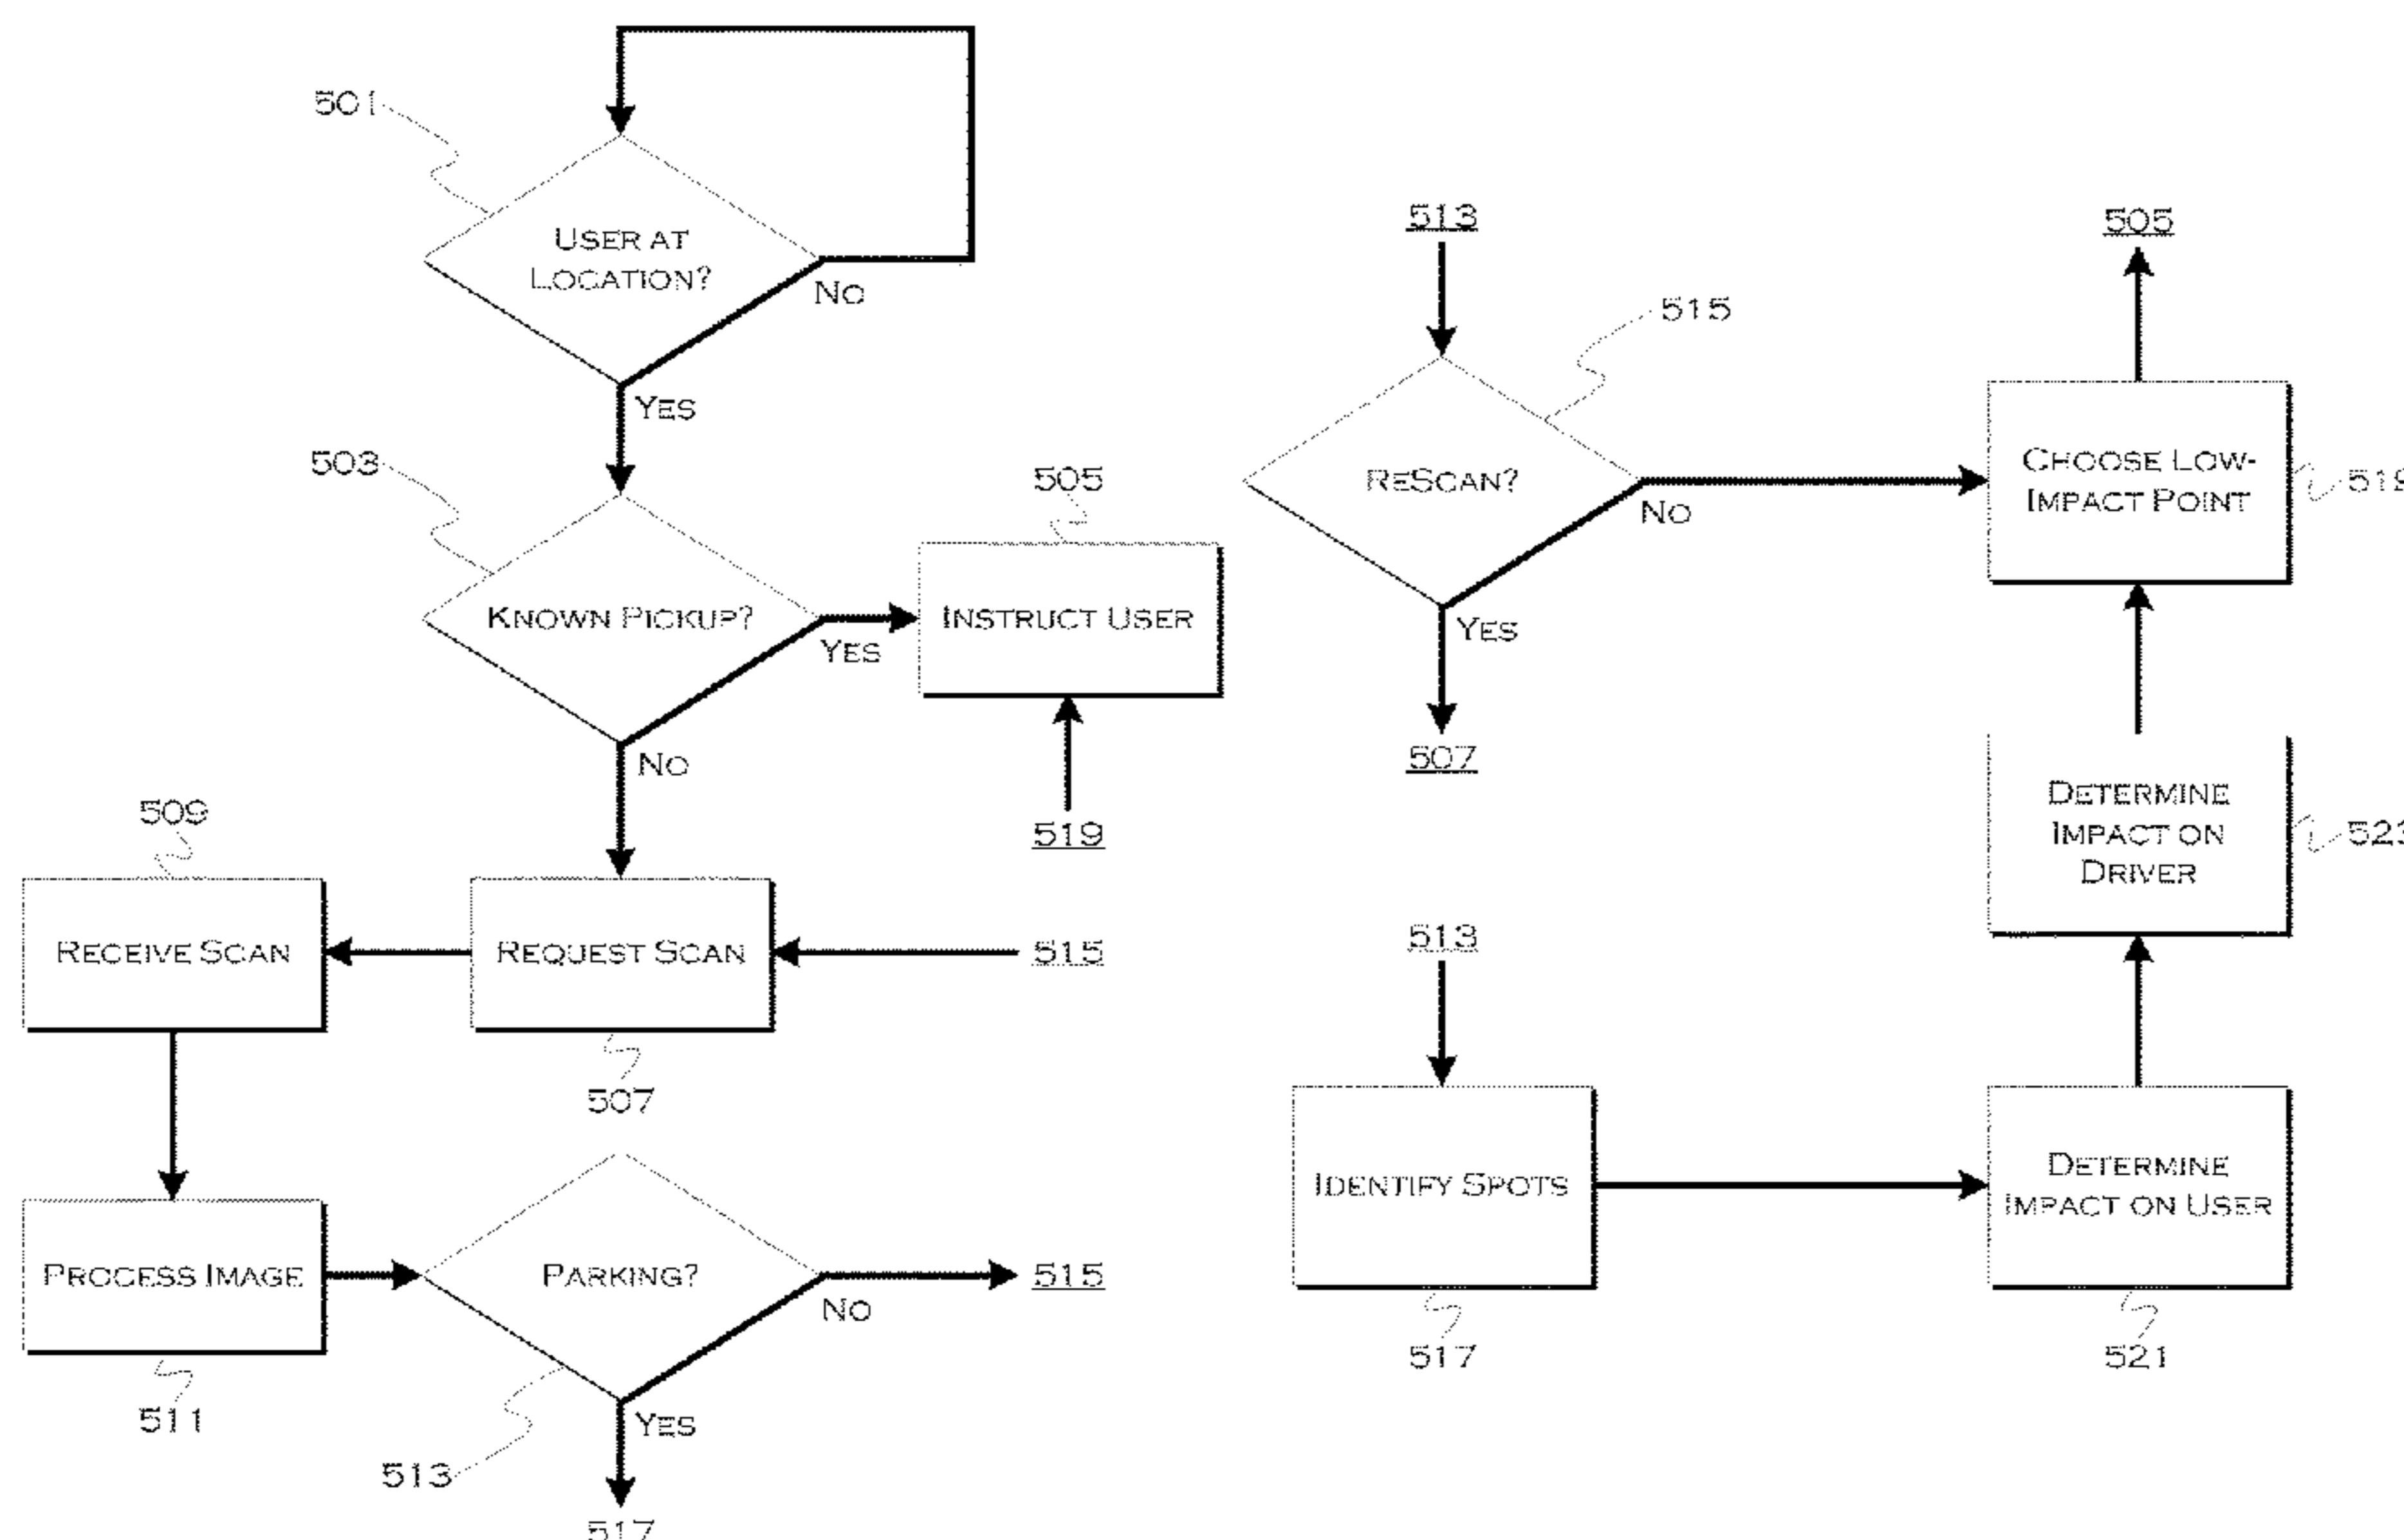 501
USER AT
LOCATION?
NO
YES
503
KNOWN PICKUP?
YES
NO
505
INSTRUCT USER
519
509
RECEIVE SCAN
REQUEST SCAN
515
507
PROCESS IMAGE
511
PARKING?
NO
515
YES
513
517
513
515
RESCAN?
NO
YES
507
505
CHOOSE LOW-
IMPACT POINT
519
DETERMINE
IMPACT ON
DRIVER
523
513
IDENTIFY SPOTS
517
DETERMINE
IMPACT ON USER
521